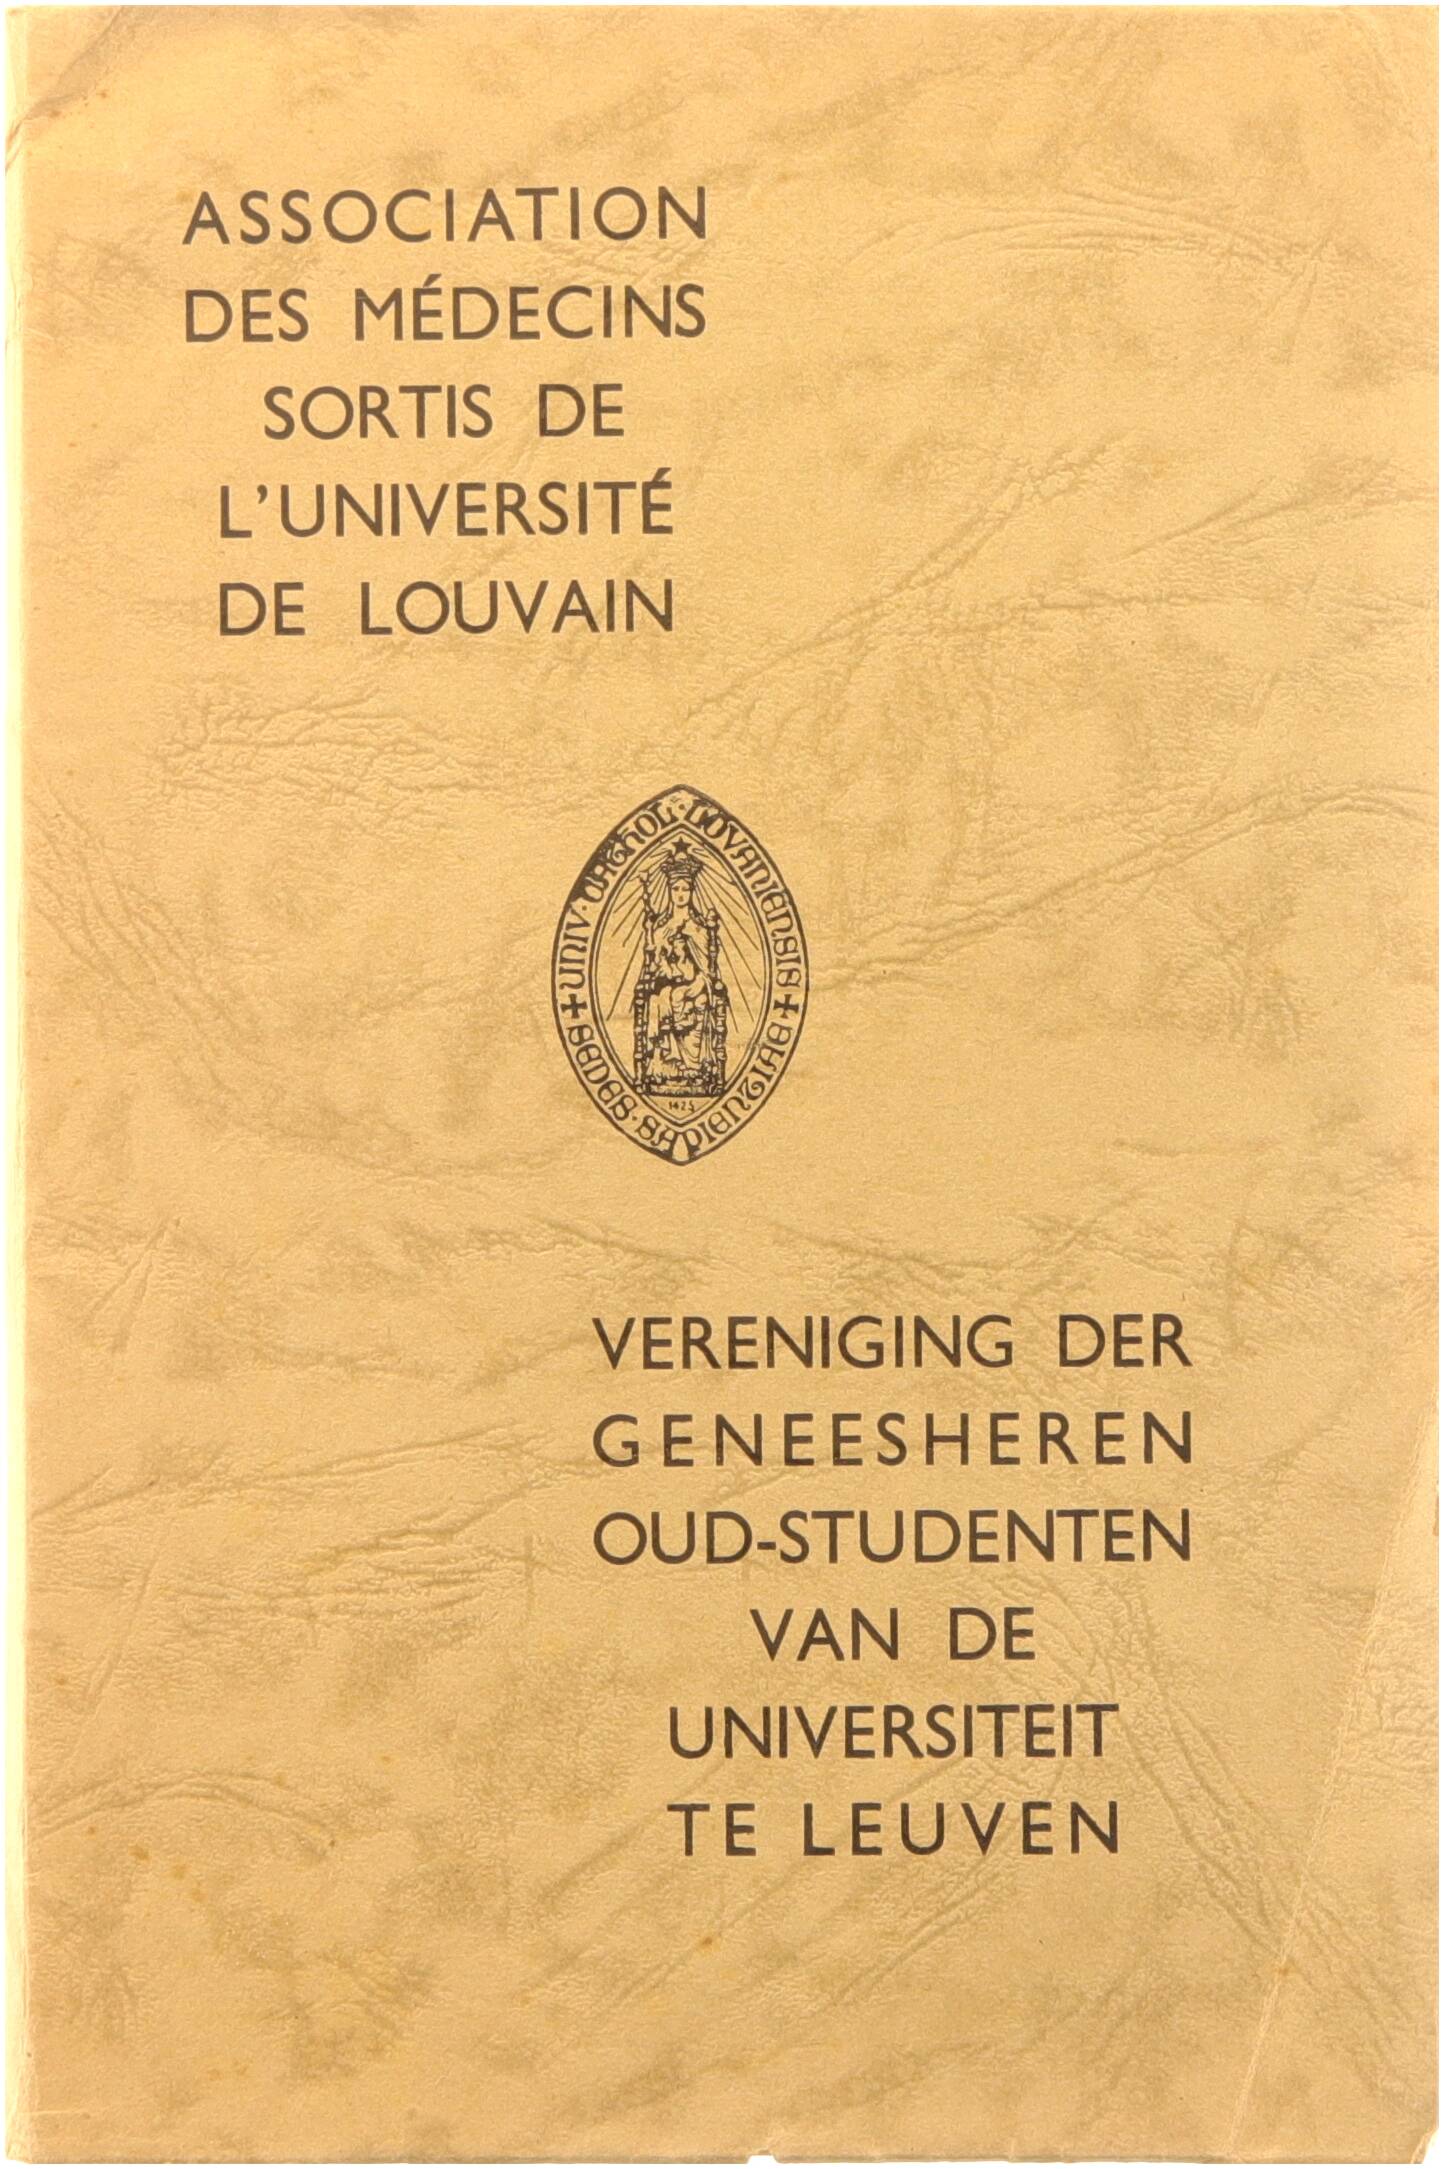 ASSOCIATION
DES MÉDECINS
SORTIS DE
L'UNIVERSITÉ
DE LOUVAIN
UNIV·CATHOL·LOVANIENSIS
SEDES·SAPIENTIAE
1425
VERENIGING DER
GENEESHEREN
OUD-STUDENTEN
VAN DE
UNIVERSITEIT
TE LEUVEN